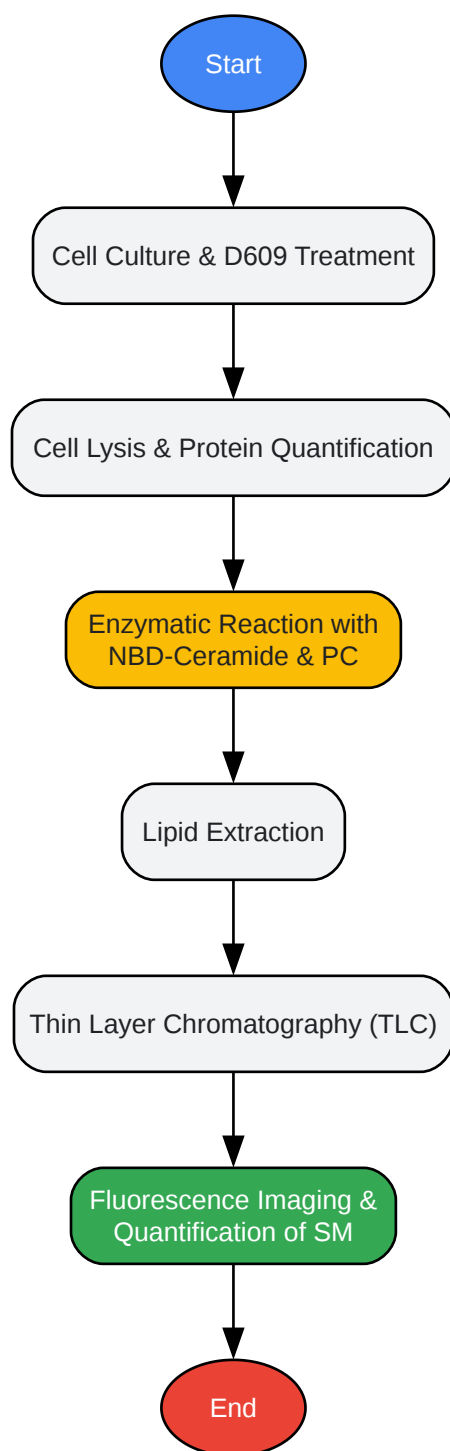 Start
Cell Culture & D609 Treatment
Cell Lysis & Protein Quantification
Enzymatic Reaction with
NBD-Ceramide & PC
Lipid Extraction
Thin Layer Chromatography (TLC)
Fluorescence Imaging &
Quantification of SM
End